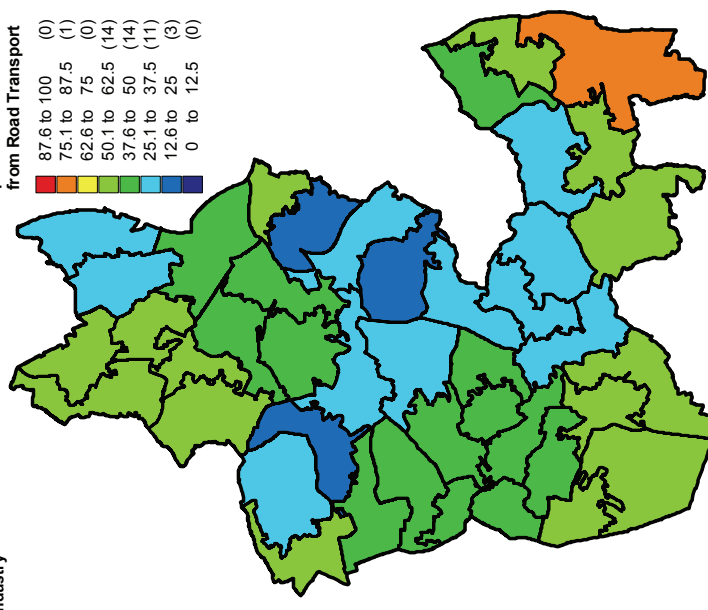 ndustry
from Road Transport
87.6 to 100 (0)
75.1 to 87.5 (1)
62.6 to 75 (0)
50.1 to 62.5 (14)
37.6 to 50 (14)
25.1 to 37.5 (11)
12.6 to 25 (3)
0 to 12.5 (0)